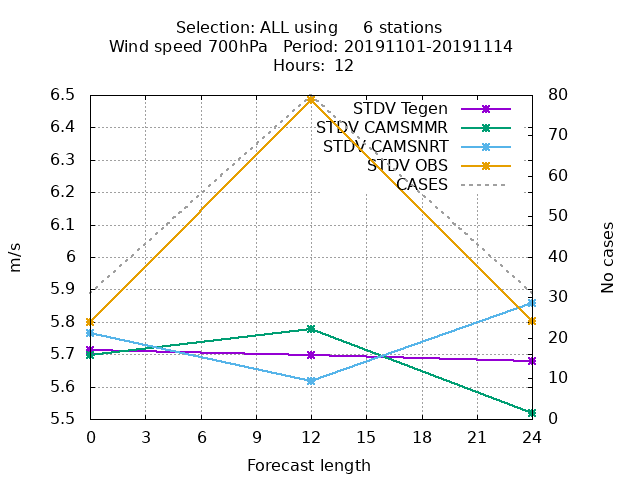 Selection: ALL using 6 stations
Wind speed 700hPa Period: 20191101-20191114
Hours: 12
6.5
6.4
6.3
6.2
6.1
6
5.9
5.8
5.7
5.6
5.5
m/s
80
70
60
50
40
30
20
10
0
No cases
STDV Tegen
STDV CAMSMMR
STDV CAMSNRT
STDV OBS
CASES
0 3 6 9 12 15 18 21 24
Forecast length